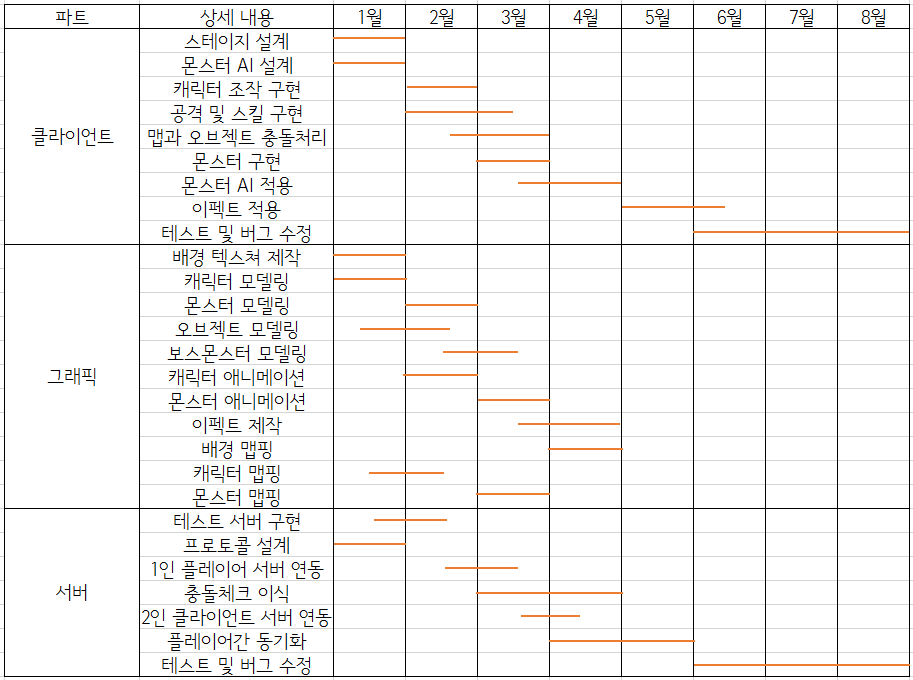 파트 상세 내용 1월 2월 3월 4월 5월 6월 7월 8월
스테이지 설계
몬스터 AI 설계
캐릭터 조작 구현
공격 및 스킬 구현
클라이언트 맵과 오브젝트 충돌처리
몬스터 구현
몬스터 AI 적용
이펙트 적용
테스트 및 버그 수정
배경 텍스쳐 제작
캐릭터 모델링
몬스터 모델링
오브젝트 모델링
보스몬스터 모델링
그래픽 캐릭터 애니메이션
몬스터 애니메이션
이펙트 제작
배경 맵핑
캐릭터 맵핑
몬스터 맵핑
테스트 서버 구현
프로토콜 설계
1인 플레이어 서버 연동
서버 충돌체크 이식
2인 클라이언트 서버 연동
플레이어간 동기화
테스트 및 버그 수정